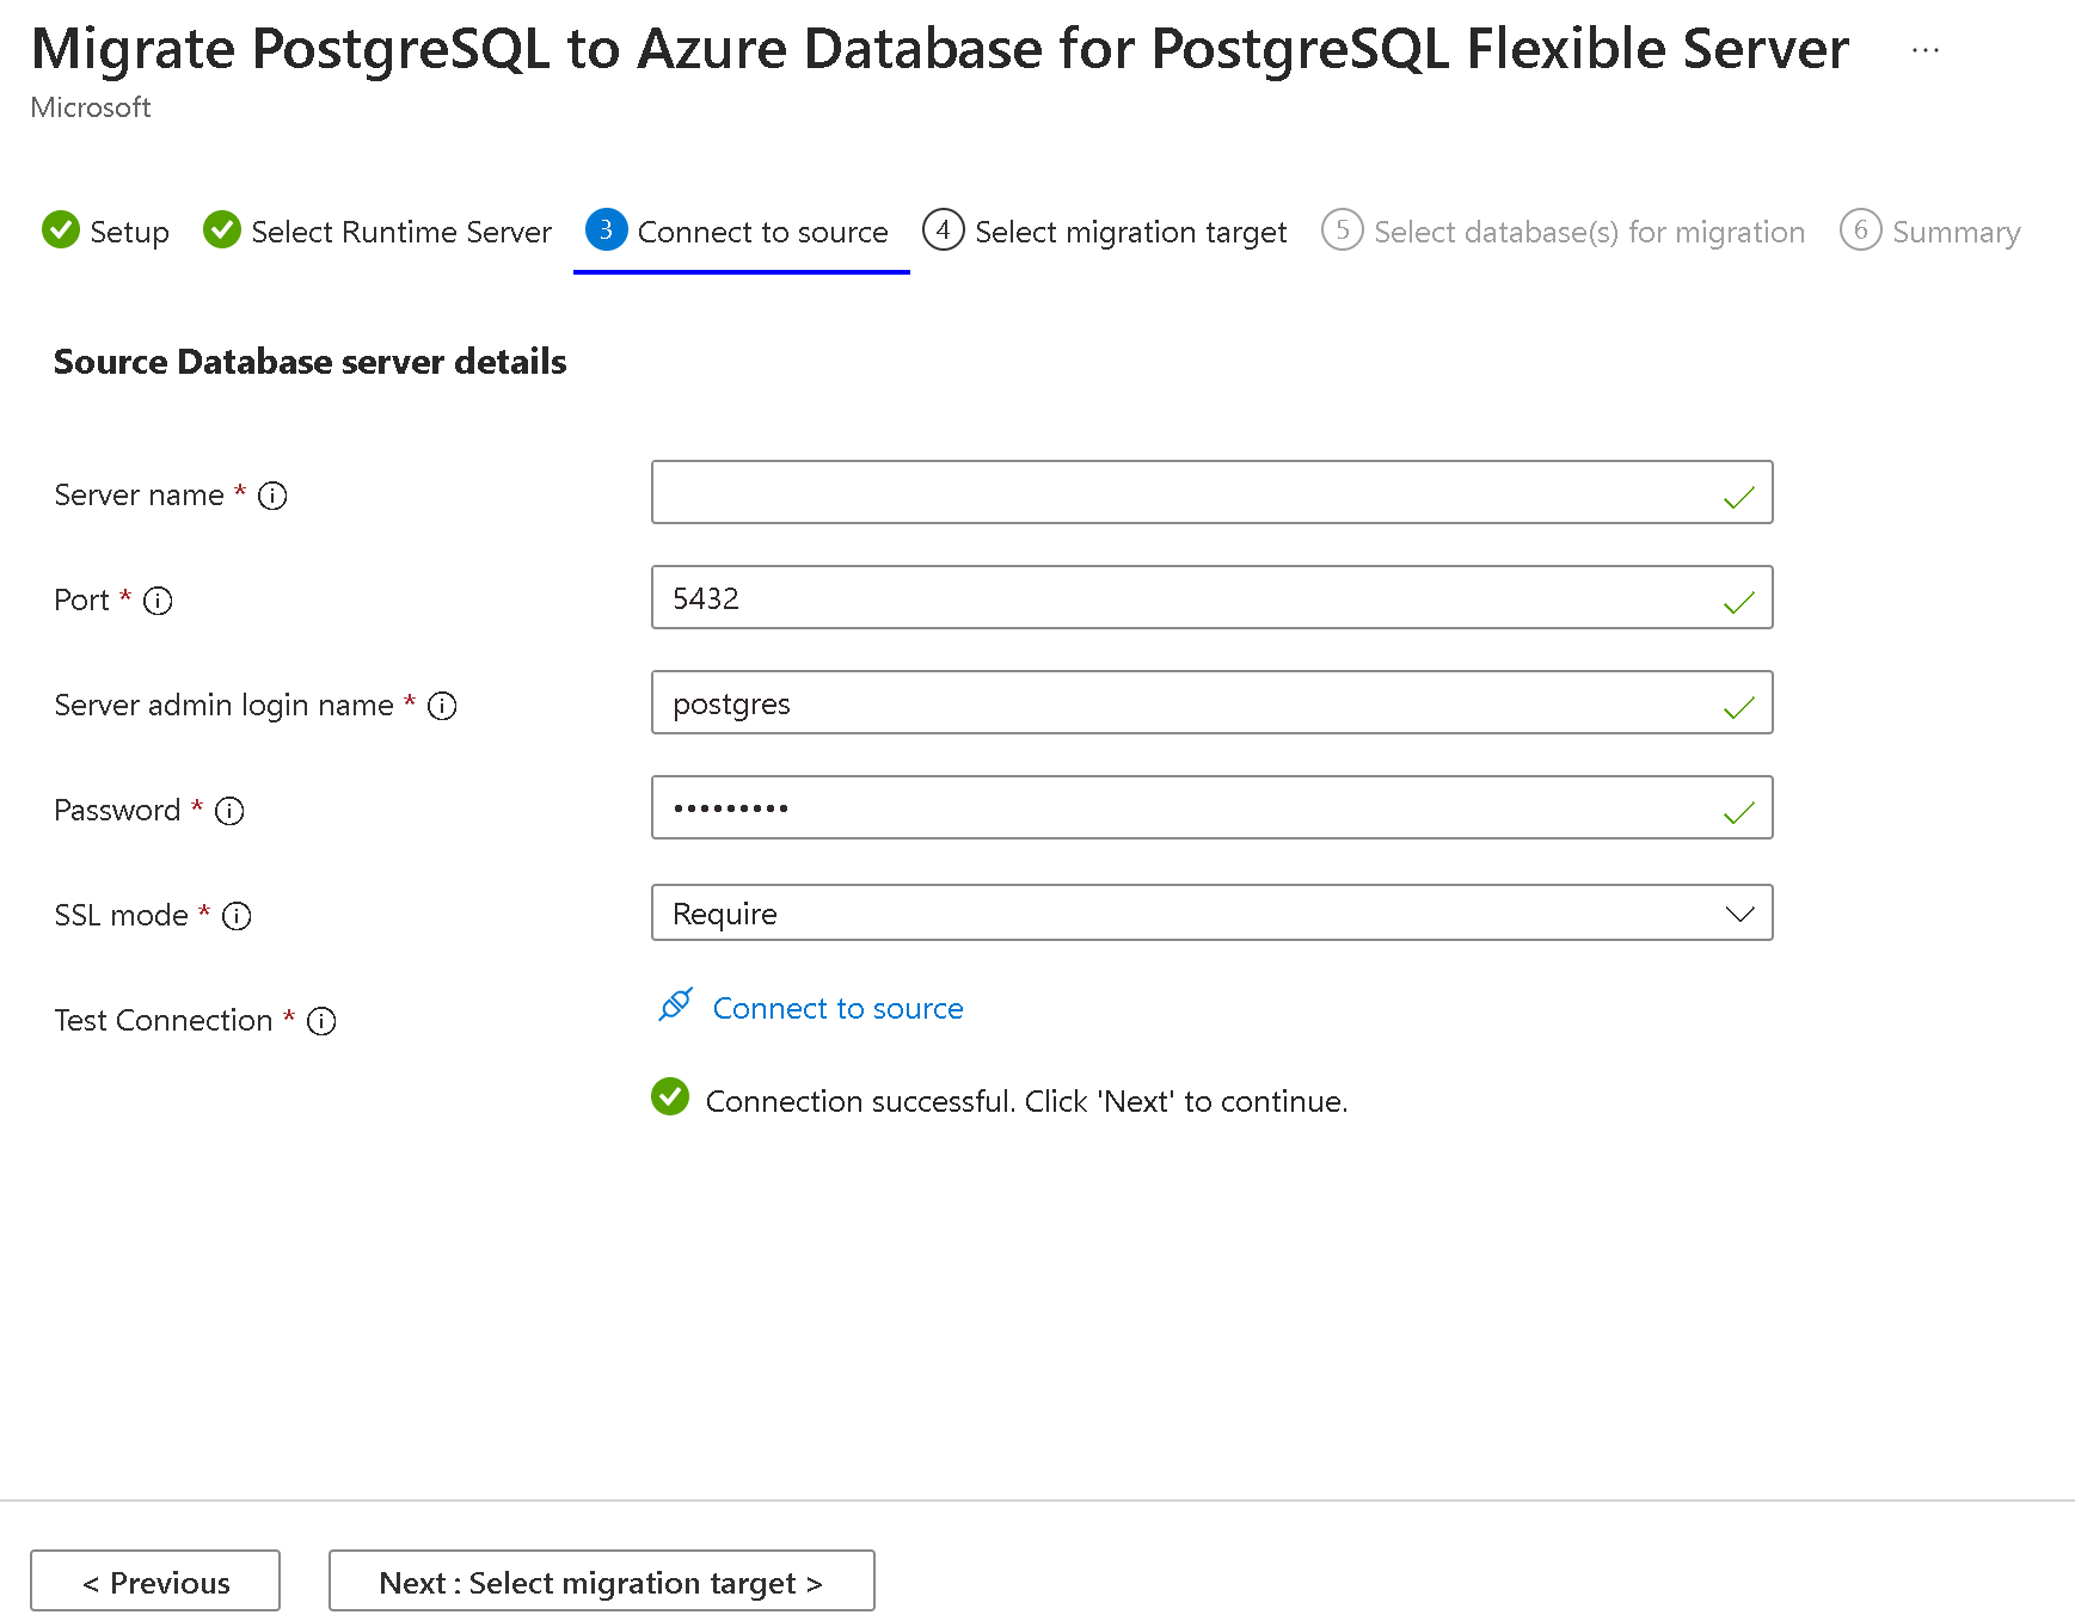 Migrate PostgreSQL to Azure Database for PostgreSQL Flexible Server ...
Microsoft
Setup Select Runtime Server 3 Connect to source 4 Select migration target 5 Select database(s) for migration 6 Summary
Source Database server details
Server name *
Port * 5432
Server admin login name * postgres
Password * •••••••••
SSL mode * Require
Test Connection * Connect to source
Connection successful. Click 'Next' to continue.
< Previous Next : Select migration target >